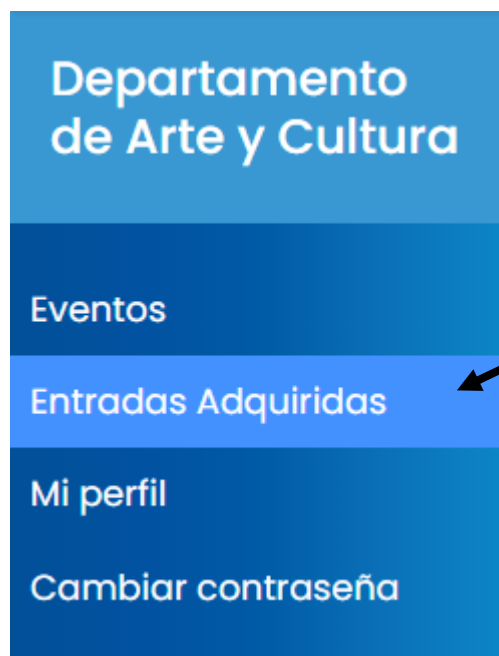 Departamento
de Arte y Cultura
Eventos
Entradas Adquiridas
Mi perfil
Cambiar contraseña